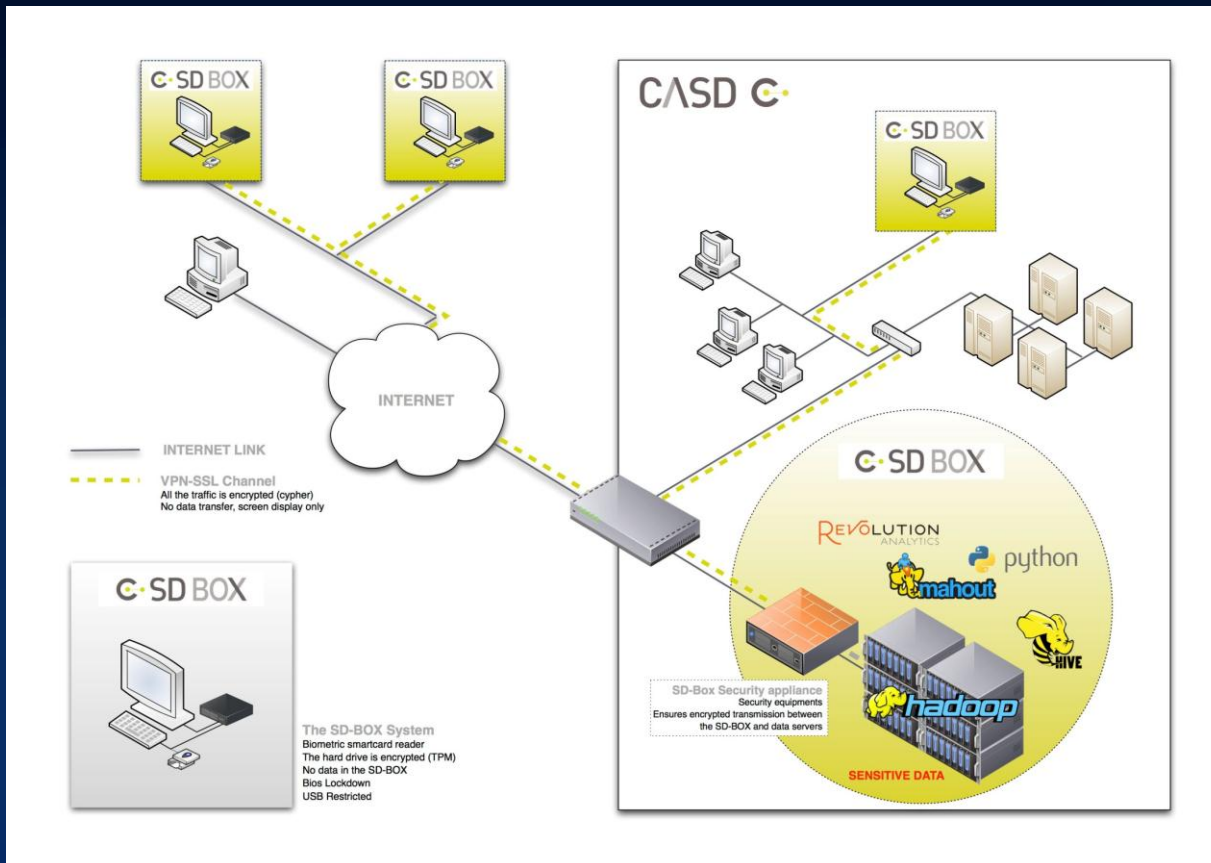 C·SD BOX
C·SD BOX
CASD C·
C·SD BOX
INTERNET
INTERNET LINK
VPN-SSL Channel
All the traffic is encrypted (cypher)
No data transfer, screen display only
C·SD BOX
REVOLUTION
ANALYTICS
python
mahout
HIVE
hadoop
SD-Box Security appliance
Security equipments
Ensures encrypted transmission between
the SD-BOX and data servers
SENSITIVE DATA
C·SD BOX
The SD-BOX System
Biometric smartcard reader
The hard drive is encrypted (TPM)
No data in the SD-BOX
Bios Lockdown
USB Restricted